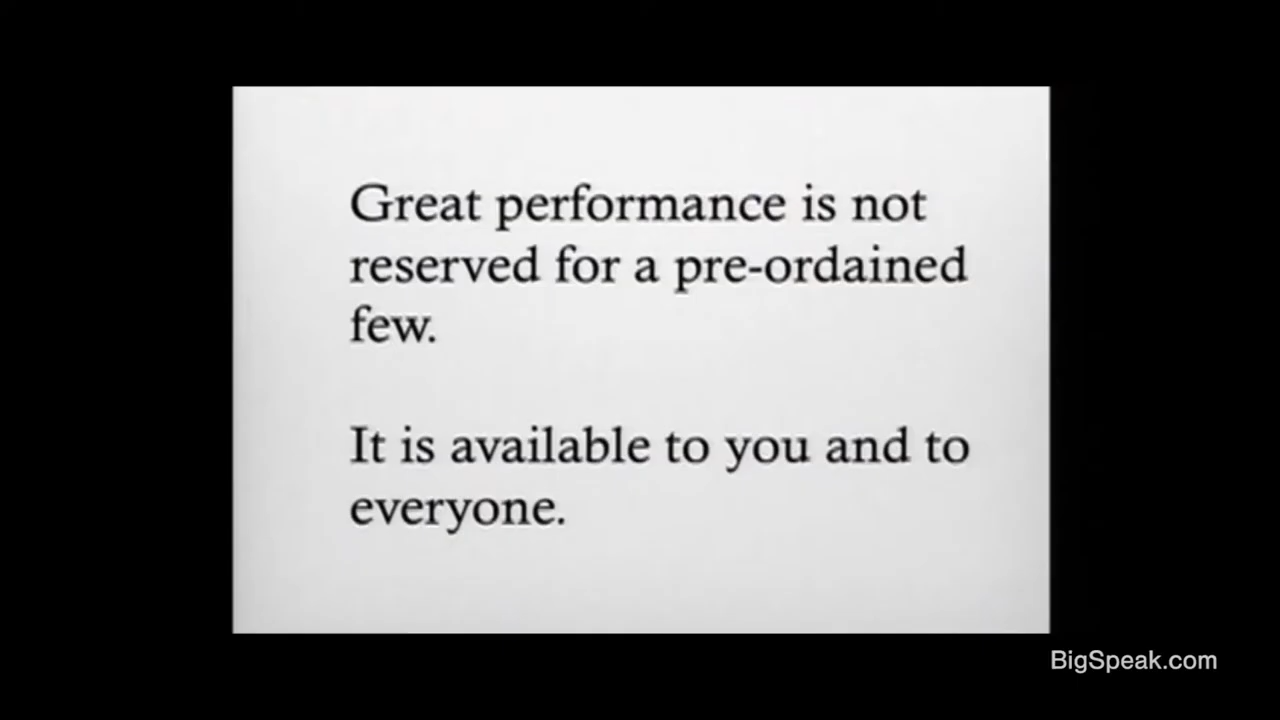 Great performance is not
reserved for a pre-ordained
few.
It is available to you and to
everyone.
BigSpeak.com